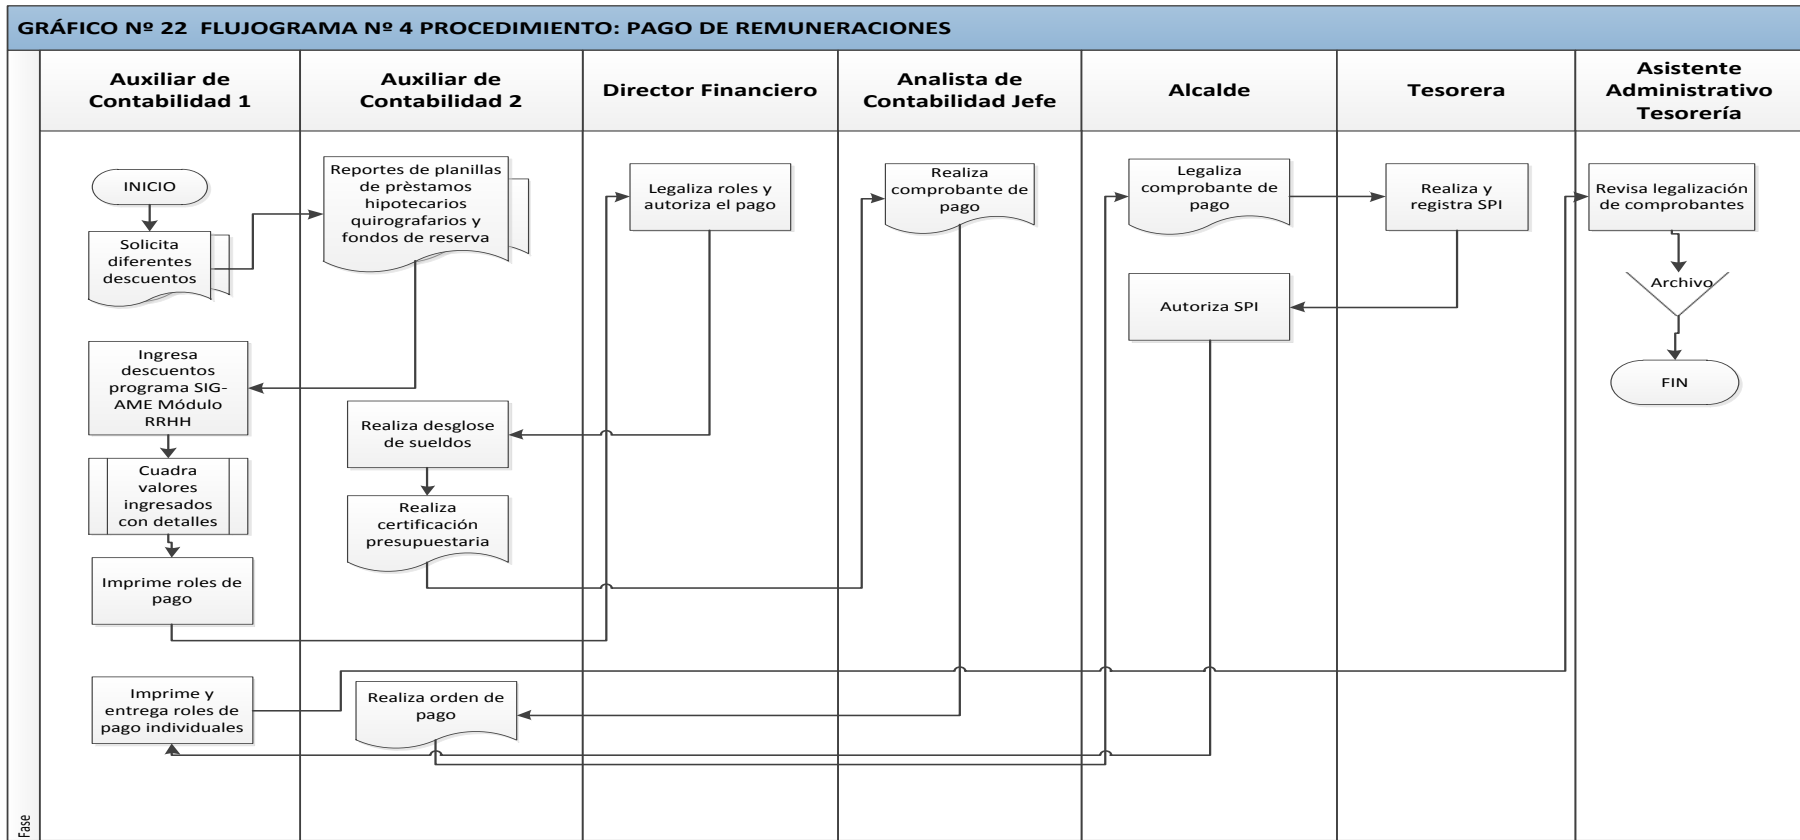 GRÁFICO Nº 22 FLUJOGRAMA Nº 4 PROCEDIMIENTO: PAGO DE REMUNERACIONES
Auxiliar de
Contabilidad 1
Auxiliar de
Contabilidad 2
Director Financiero
Analista de
Contabilidad Jefe
Alcalde
Tesorera
Asistente
Administrativo
Tesorería
INICIO
Solicita
diferentes
descuentos
Ingresa
descuentos
programa SIG-
AME Módulo
RRHH
Cuadra
valores
ingresados
con detalles
Imprime roles de
pago
Imprime y
entrega roles de
pago individuales
Reportes de planillas
de prèstamos
hipotecarios
quirografarios y
fondos de reserva
Realiza desglose
de sueldos
Realiza
certificación
presupuestaria
Realiza orden de
pago
Legaliza roles y
autoriza el pago
Realiza
comprobante de
pago
Legaliza
comprobante de
pago
Autoriza SPI
Realiza y
registra SPI
Revisa legalización
de comprobantes
Archivo
FIN
Fase